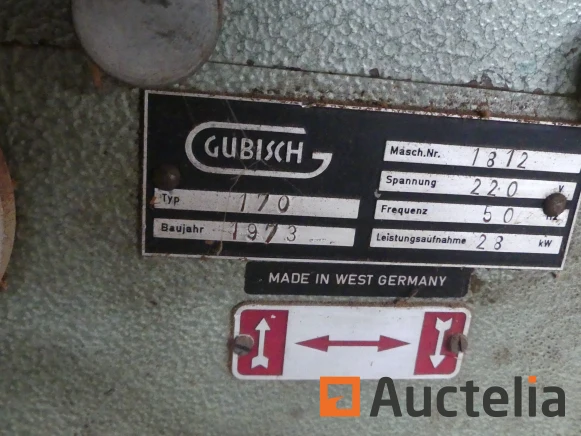 GUBISCH
Typ 170
Baujahr 1973
Masch.Nr. 1812
Spannung 220 V
Frequenz 50 Hz
Leistungsaufnahme 28 kW
MADE IN WEST GERMANY
Auctelia